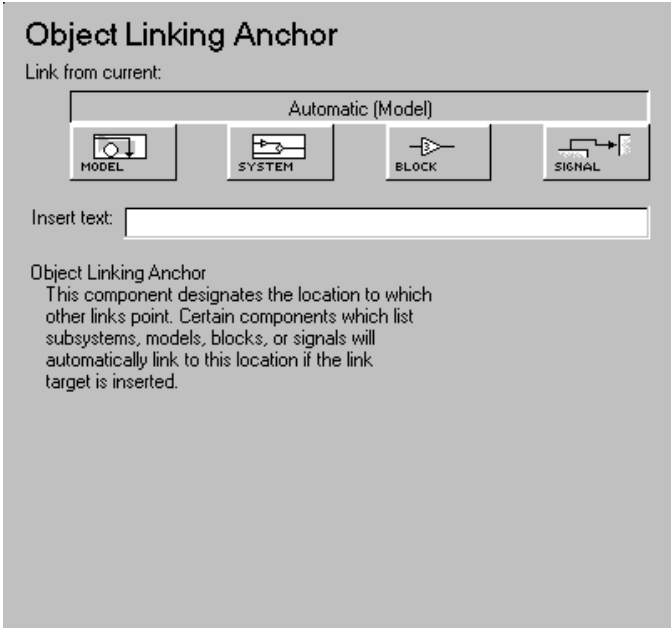 Object Linking Anchor
Link from current:
Automatic (Model)
MODEL SYSTEM BLOCK SIGNAL
Insert text:
Object Linking Anchor
This component designates the location to which
other links point. Certain components which list
subsystems, models, blocks, or signals will
automatically link to this location if the link
target is inserted.